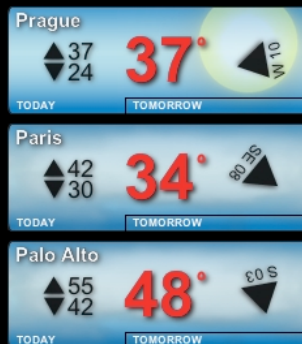 Prague
37
24
37°
W 10
TODAY
TOMORROW
Paris
42
30
34°
SE 08
TODAY
TOMORROW
Palo Alto
55
42
48°
S 03
TODAY
TOMORROW